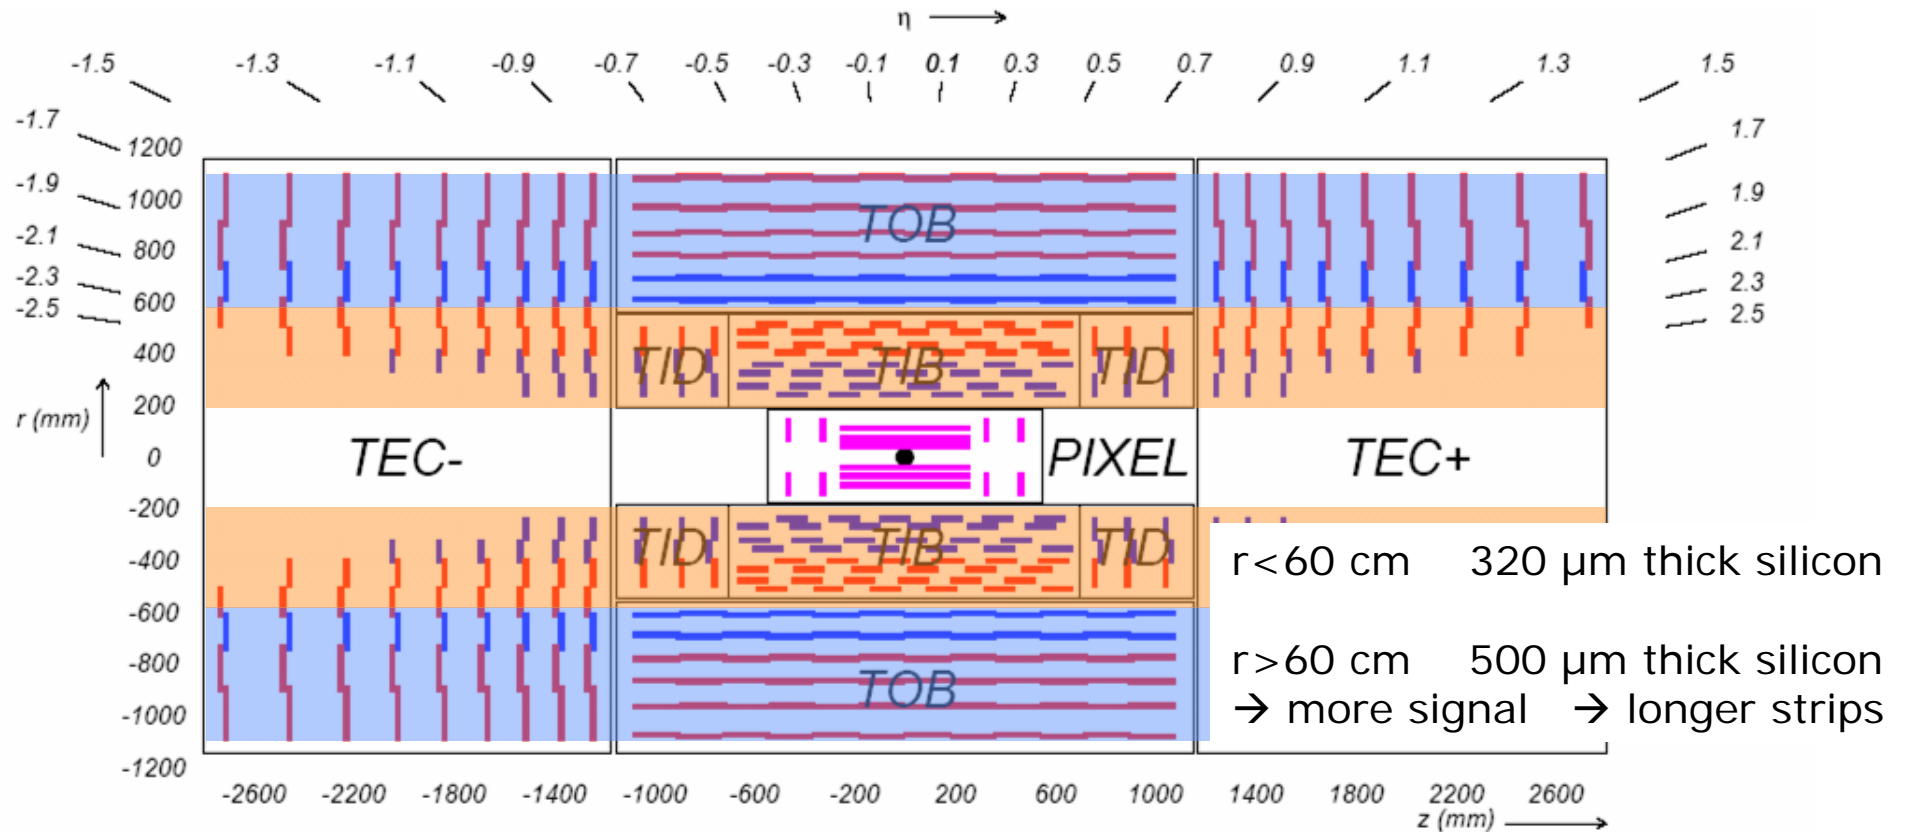 η
-1.5 -1.3 -1.1 -0.9 -0.7 -0.5 -0.3 -0.1 0.1 0.3 0.5 0.7 0.9 1.1 1.3 1.5
-1.7 1.7
1200
-1.9 1.9
1000
-2.1 1.9
TOB
800 2.1
-2.3 2.3
600
-2.5 2.5
400
TID TIB TID
200
r (mm)
0
TEC- PIXEL TEC+
-200
-400
TID TIB TID
r<60 cm 320 µm thick silicon
-600
-800
r>60 cm 500 µm thick silicon
TOB
→ more signal → longer strips
-1000
-1200
-2600 -2200 -1800 -1400 -1000 -600 -200 200 600 1000 1400 1800 2200 2600
z (mm)